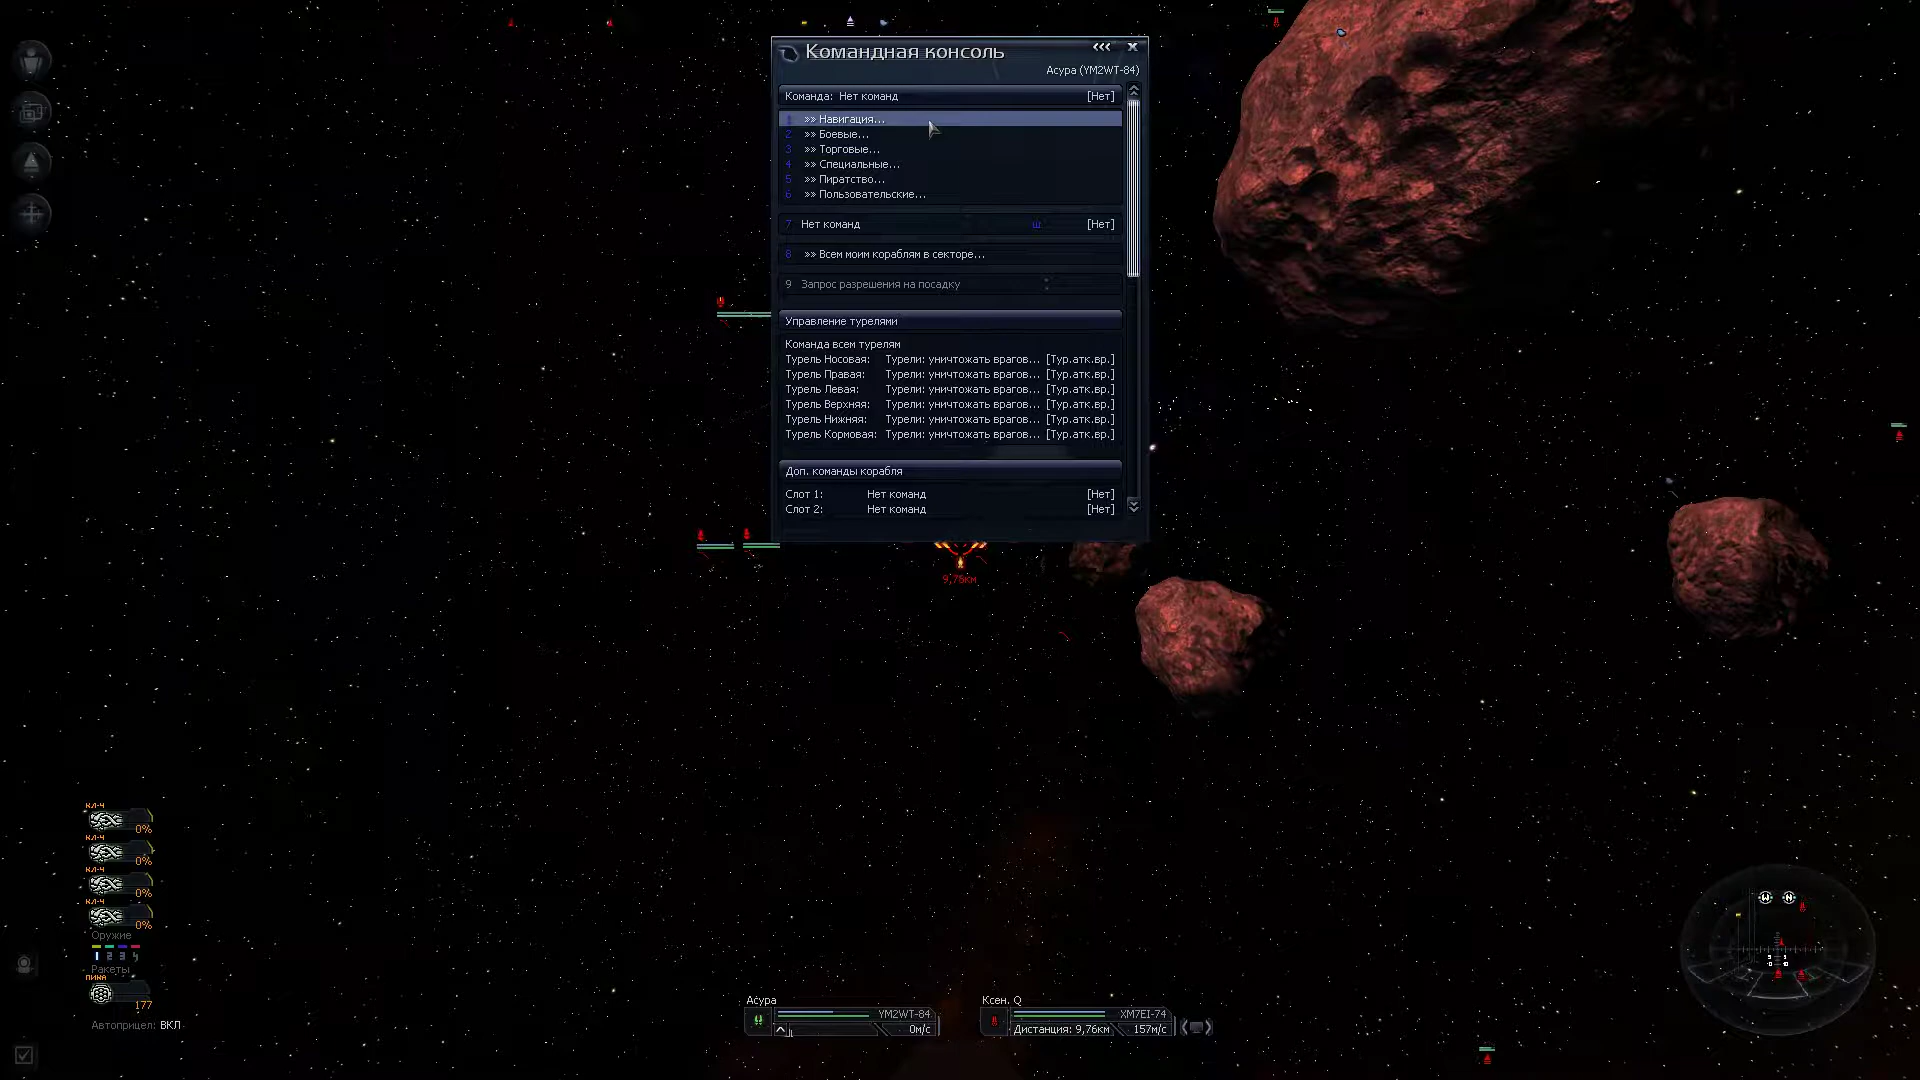 Командная консоль
Асура (YM2WT-84)
Команда: Нет команд [Нет]
1 »» Навигация...
2 »» Боевые...
3 »» Торговые...
4 »» Специальные...
5 »» Пиратство...
6 »» Пользовательские...
7 Нет команд ш [Нет]
8 »» Всем моим кораблям в секторе...
9 Запрос разрешения на посадку
Управление турелями
Команда всем турелям
Турель Носовая: Турели: уничтожать врагов... [Тур.атк.вр.]
Турель Правая: Турели: уничтожать врагов... [Тур.атк.вр.]
Турель Левая: Турели: уничтожать врагов... [Тур.атк.вр.]
Турель Верхняя: Турели: уничтожать врагов... [Тур.атк.вр.]
Турель Нижняя: Турели: уничтожать врагов... [Тур.атк.вр.]
Турель Кормовая: Турели: уничтожать врагов... [Тур.атк.вр.]
Доп. команды корабля
Слот 1: Нет команд [Нет]
Слот 2: Нет команд [Нет]
9,76км
КЛ-Ч
0%
КЛ-Ч
0%
КЛ-Ч
0%
КЛ-Ч
0%
Оружие
1 2 3 4
Ракеты
ПИКА
177
Автоприцел: ВКЛ
Асура
YM2WT-84
0м/с
Ксен. Q
XM7EI-74
Дистанция: 9,76км 157м/с
W N